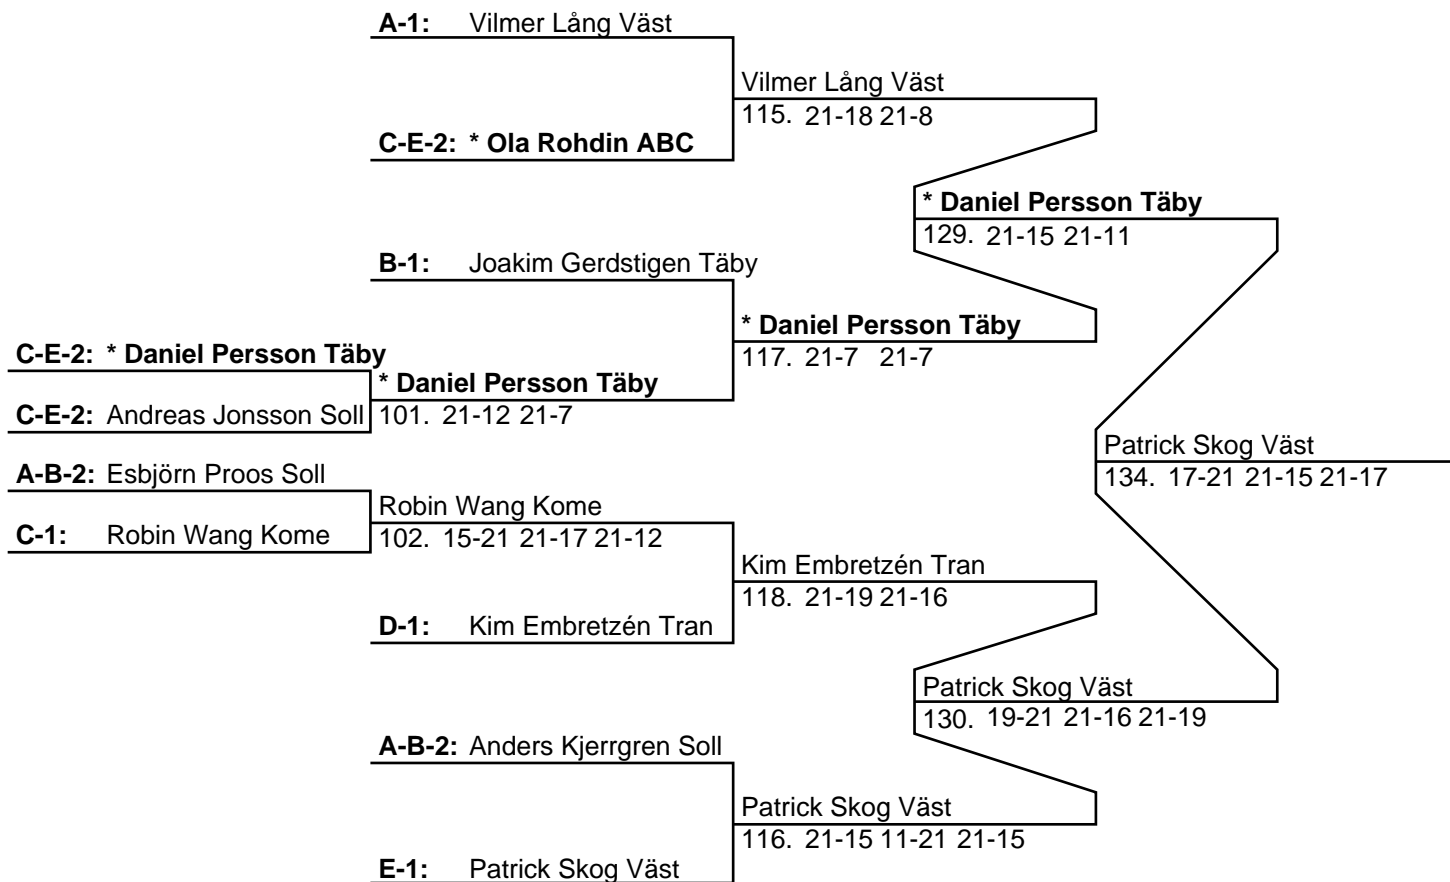 A-1: Vilmer Lång Väst
Vilmer Lång Väst
115. 21-18 21-8
C-E-2: * Ola Rohdin ABC
* Daniel Persson Täby
129. 21-15 21-11
B-1: Joakim Gerdstigen Täby
* Daniel Persson Täby
117. 21-7 21-7
C-E-2: * Daniel Persson Täby
* Daniel Persson Täby
101. 21-12 21-7
C-E-2: Andreas Jonsson Soll
Patrick Skog Väst
134. 17-21 21-15 21-17
A-B-2: Esbjörn Proos Soll
Robin Wang Kome
102. 15-21 21-17 21-12
C-1: Robin Wang Kome
Kim Embretzén Tran
118. 21-19 21-16
D-1: Kim Embretzén Tran
Patrick Skog Väst
130. 19-21 21-16 21-19
A-B-2: Anders Kjerrgren Soll
Patrick Skog Väst
116. 21-15 11-21 21-15
E-1: Patrick Skog Väst